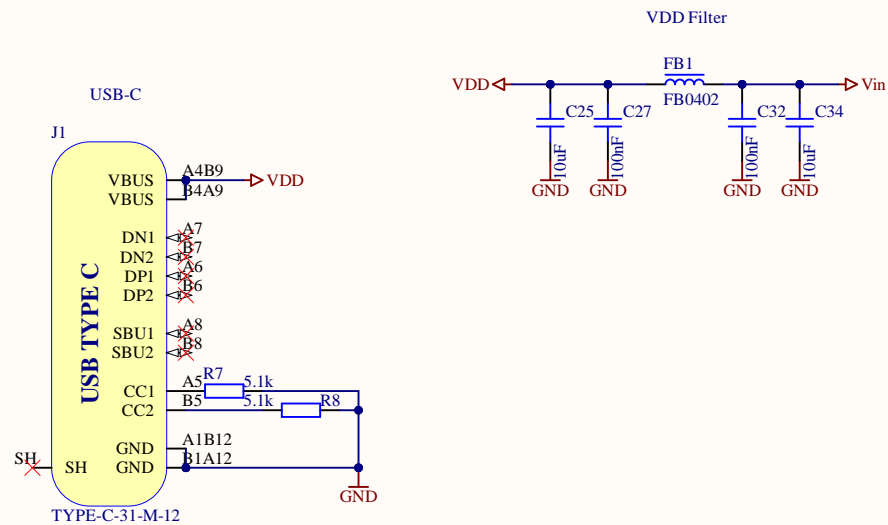 VDD Filter
VDD
FB1
FB0402
Vin
C25
10uF
C27
100nF
C32
100nF
C34
10uF
GND
GND
GND
GND
USB-C
J1
USB TYPE C
VBUS A4B9
VDD
VBUS B4A9
DN1 A7
DN2 B7
DP1 A6
DP2 B6
SBU1 A8
SBU2 B8
CC1 A5 R7 5.1k
CC2 B5 5.1k R8
GND A1B12
SH SH GND B1A12
GND
TYPE-C-31-M-12